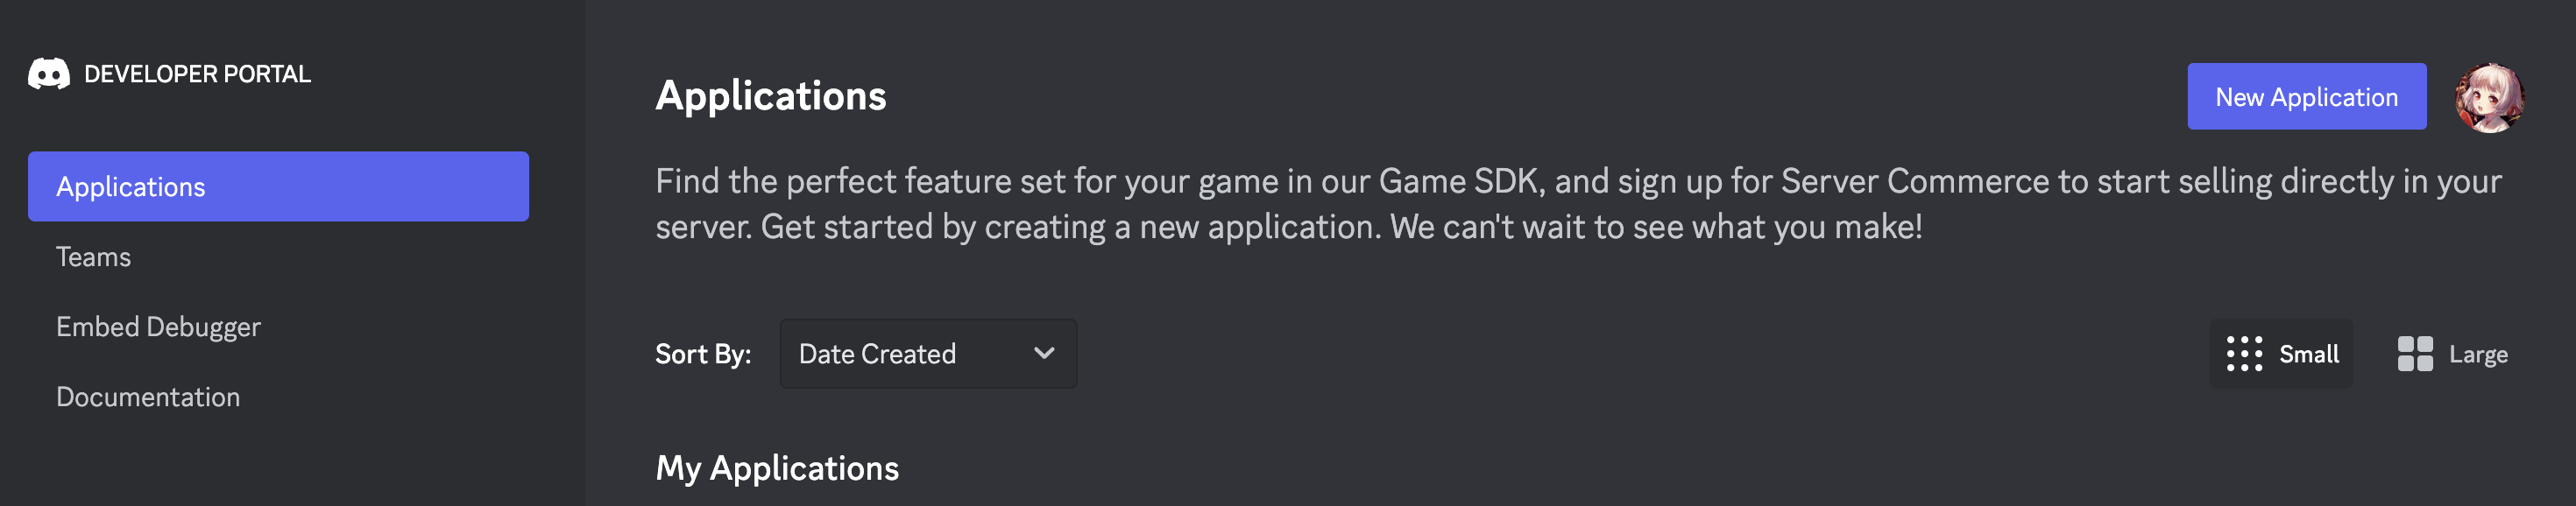 DEVELOPER PORTAL
Applications
Teams
Embed Debugger
Documentation
Applications
New Application
Find the perfect feature set for your game in our Game SDK, and sign up for Server Commerce to start selling directly in your
server. Get started by creating a new application. We can't wait to see what you make!
Sort By:
Date Created
Small
Large
My Applications